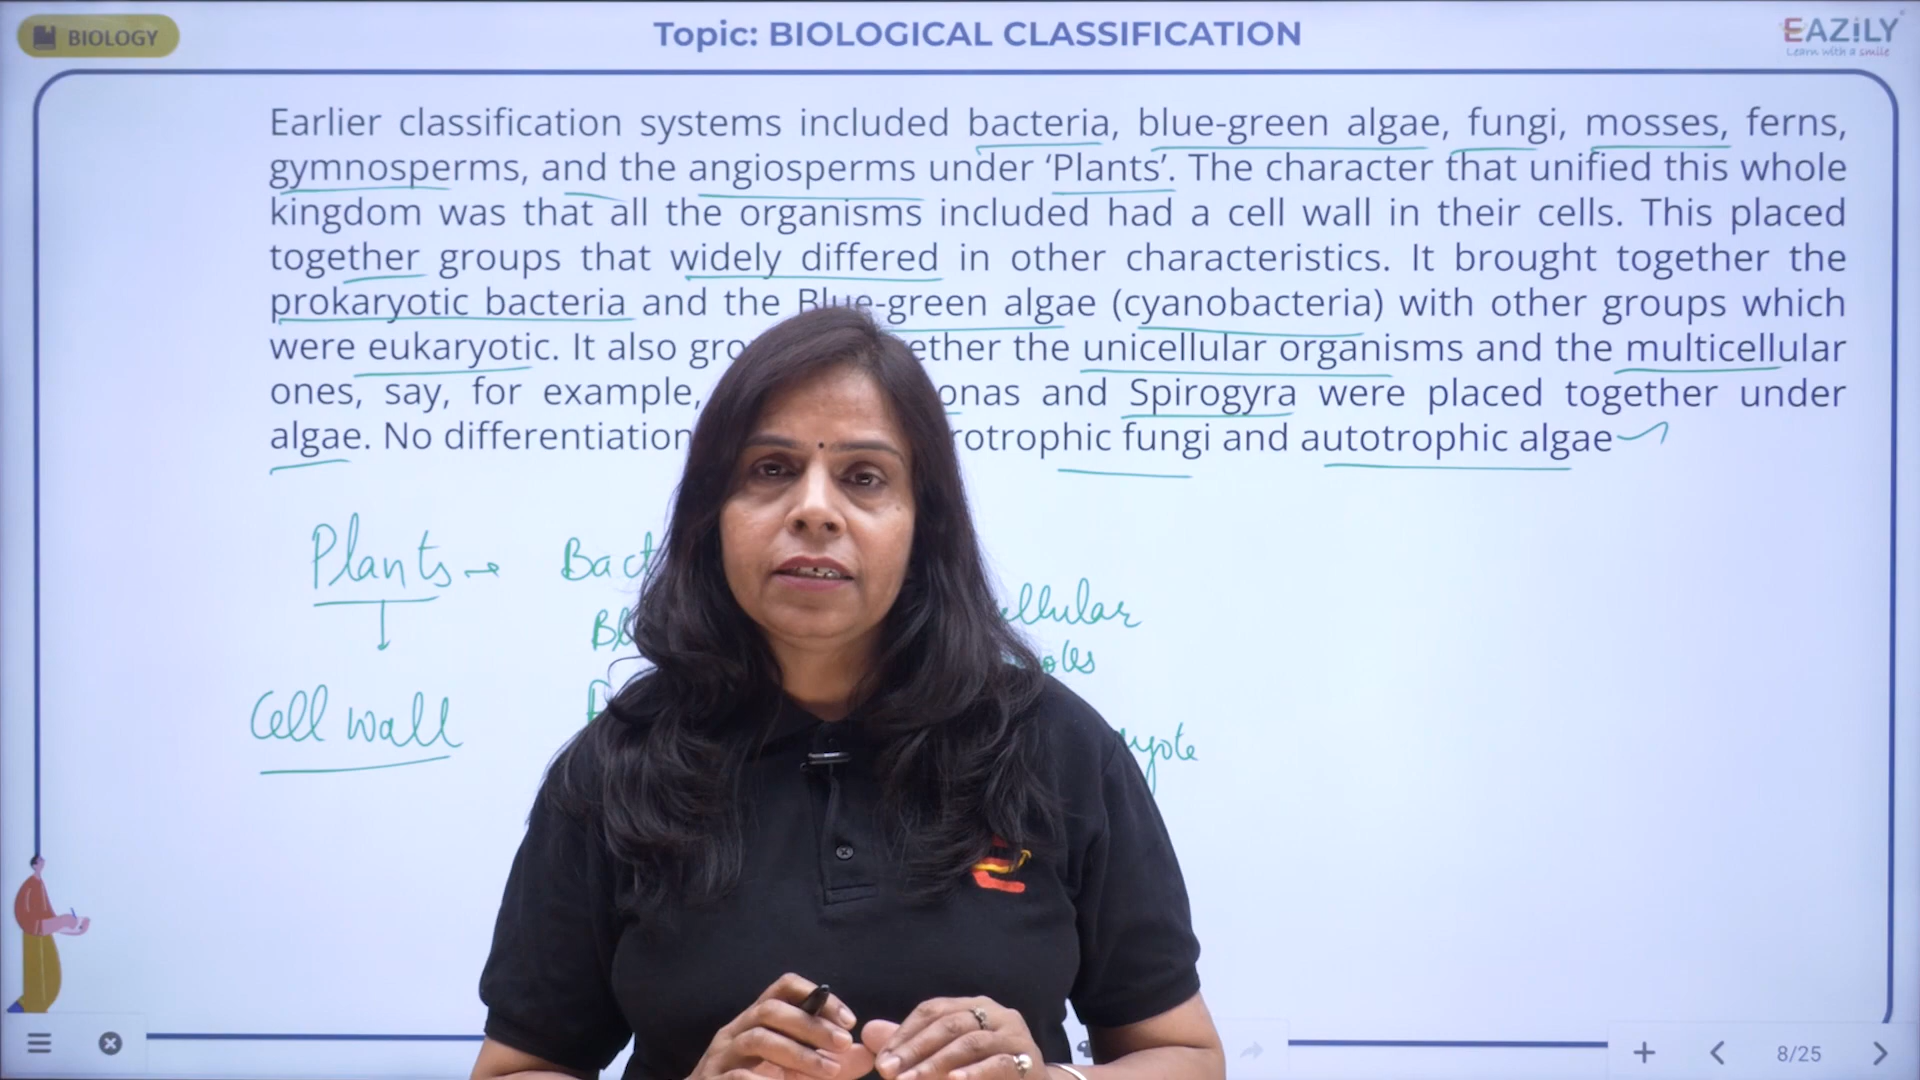 BIOLOGY
Topic: BIOLOGICAL CLASSIFICATION
EAZiLY
Learn with a smile
Earlier classification systems included bacteria, blue-green algae, fungi, mosses, ferns,
gymnosperms, and the angiosperms under ‘Plants’. The character that unified this whole
kingdom was that all the organisms included had a cell wall in their cells. This placed
together groups that widely differed in other characteristics. It brought together the
prokaryotic bacteria and the Blue-green algae (cyanobacteria) with other groups which
were eukaryotic. It also the unicellular organisms and the multicellular
ones, say, for example, and Spirogyra were placed together under
algae. No differentiation fungi and autotrophic algae
Plants
Cell wall
8/25